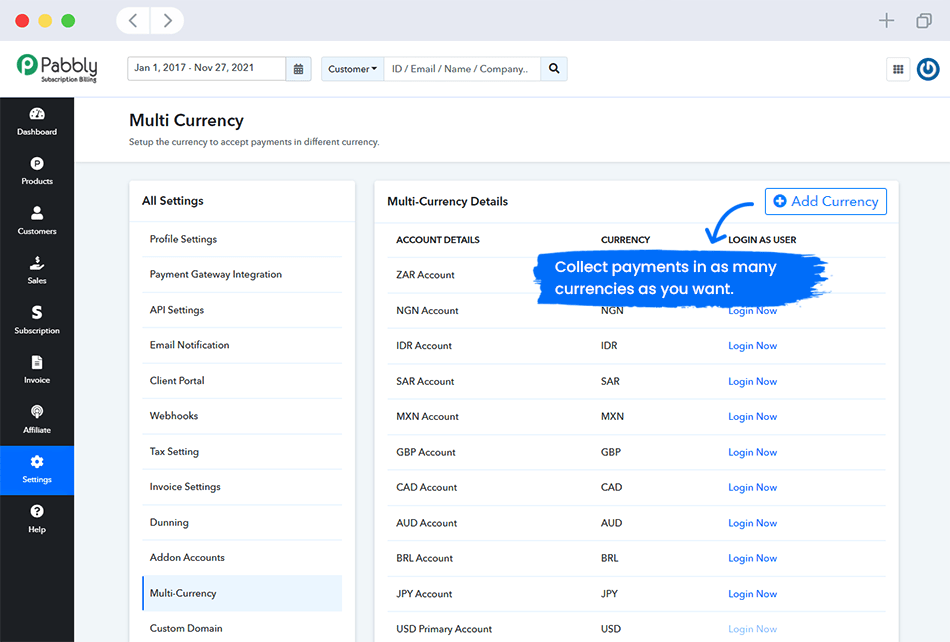 Pabbly
Subscription Billing
Jan 1, 2017 - Nov 27, 2021
Customer
ID / Email / Name / Company..
Dashboard
Products
Customers
Sales
Subscription
Invoice
Affiliate
Settings
Help
Multi Currency
Setup the currency to accept payments in different currency.
All Settings
Profile Settings
Payment Gateway Integration
API Settings
Email Notification
Client Portal
Webhooks
Tax Setting
Invoice Settings
Dunning
Addon Accounts
Multi-Currency
Custom Domain
Multi-Currency Details
Add Currency
ACCOUNT DETAILS CURRENCY LOGIN AS USER
Collect payments in as many
currencies as you want.
ZAR Account
NGN Account NGN Login Now
IDR Account IDR Login Now
SAR Account SAR Login Now
MXN Account MXN Login Now
GBP Account GBP Login Now
CAD Account CAD Login Now
AUD Account AUD Login Now
BRL Account BRL Login Now
JPY Account JPY Login Now
USD Primary Account USD Login Now